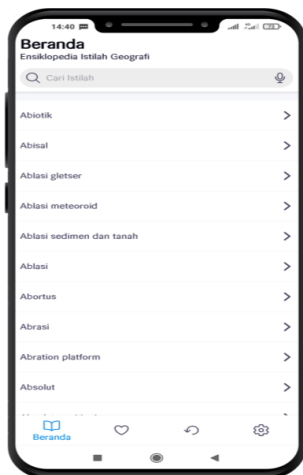 14:40
Beranda
Ensiklopedia Istilah Geografi
Cari Istilah
Abiotik
Abisal
Ablasi gletser
Ablasi meteoroid
Ablasi sedimen dan tanah
Ablasi
Abortus
Abrasi
Abration platform
Absolut
Beranda